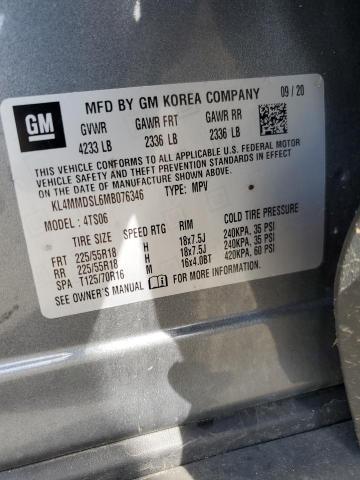 GM
MFD BY GM KOREA COMPANY 09/20
GVWR GAWR FRT GAWR RR
4233 LB 2336 LB 2336 LB
THIS VEHICLE CONFORMS TO ALL APPLICABLE
U.S. FEDERAL MOTOR VEHICLE SAFETY
AND THEFT PREVENTION STANDARDS IN
EFFECT ON THE DATE OF MANUFACTURE
SHOWN ABOVE.
KL4MMDSL6MB076346 TYPE: MPV
MODEL: 4TS06
TIRE SIZE SPEED RTG RIM COLD TIRE PRESSURE
FRT 225/55R18 H 18x7.5J 240KPA, 35 PSI
RR 225/55R18 H 18x7.5J 240KPA, 35 PSI
SPA T125/70R16 M 16x4.0BT 420KPA, 60 PSI
SEE OWNER'S MANUAL FOR MORE INFORMATION.